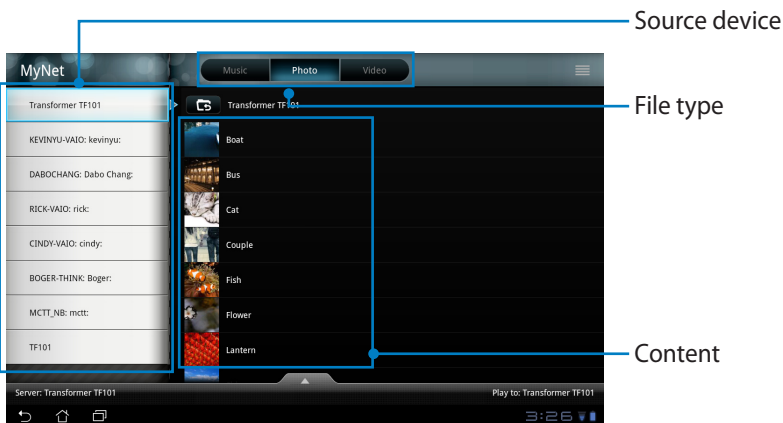 Source device
MyNet
Music Photo Video
Transformer TF101
Transformer TF101
File type
KEVINYU-VAIO: kevinyu:
Boat
DABOCHANG: Dabo Chang:
Bus
RICK-VAIO: rick:
Cat
CINDY-VAIO: cindy:
Couple
BOGER-THINK: Boger:
Fish
MCTT_NB: mctt:
Flower
TF101
Lantern
Content
Server: Transformer TF101
Play to: Transformer TF101
3:26